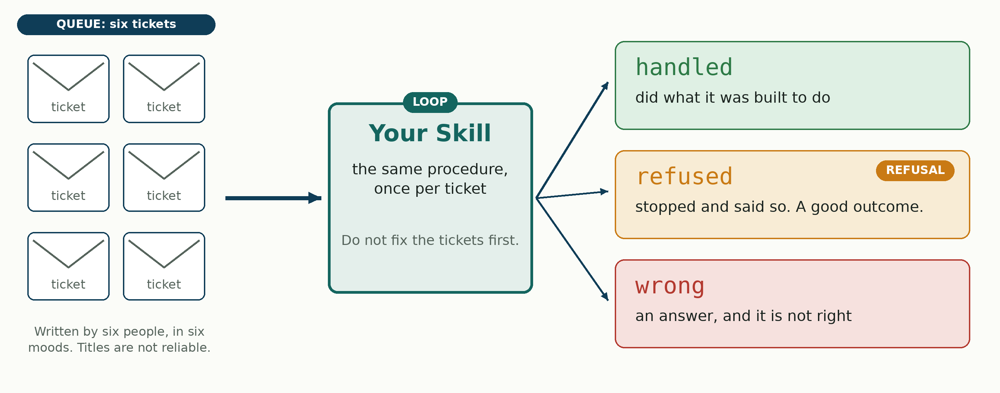 QUEUE: six tickets
ticket
ticket
ticket
ticket
ticket
ticket
Written by six people, in six
moods. Titles are not reliable.
LOOP
Your Skill
the same procedure,
once per ticket
Do not fix the tickets first.
handled
did what it was built to do
refused
REFUSAL
stopped and said so. A good outcome.
wrong
an answer, and it is not right